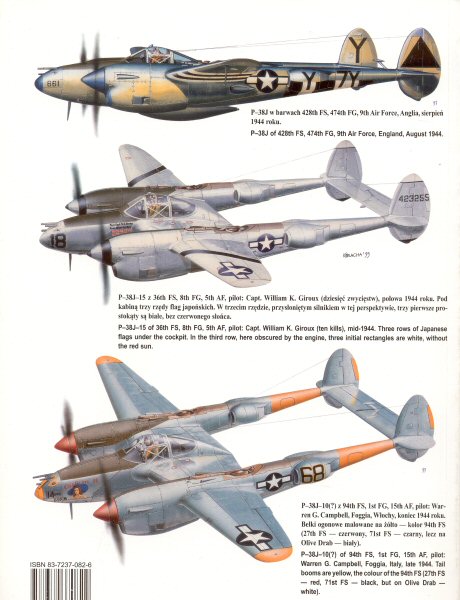 661
Y
Y 7Y
P–38J w barwach 428th FS, 474th FG, 9th Air Force, Anglia, sierpień
1944 roku.
P–38J of 428th FS, 474th FG, 9th Air Force, England, August 1944.
423255
18
P–38J–15 z 36th FS, 8th FG, 5th AF, pilot: Capt. William K. Giroux (dziesięć zwycięstw), połowa 1944 roku. Pod
kabiną trzy rzędy flag japońskich. W trzecim rzędzie, przysłoniętym silnikiem w tej perspektywie, trzy pierwsze pro-
stokąty są białe, bez czerwonego słońca.
P–38J–15 of 36th FS, 8th FG, 5th AF, pilot: Capt. William K. Giroux (ten kills), mid-1944. Three rows of Japanese
flags under the cockpit. In the third row, here obscured by the engine, three initial rectangles are white, without
the red sun.
68
P–38J–10(?) z 94th FS, 1st FG, 15th AF, pilot: War-
ren G. Campbell, Foggia, Włochy, koniec 1944 roku.
Belki ogonowe malowane na żółto — kolor 94th FS
(27th FS — czerwony, 71st FS — czarny, lecz na
Olive Drab — biały).
P–38J–10(?) of 94th FS, 1st FG, 15th AF, pilot:
Warren G. Campbell, Foggia, Italy, late 1944. Tail
booms are yellow, the colour of the 94th FS (27th FS
— red, 71st FS — black, but on Olive Drab —
white).
ISBN 83-7237-082-6